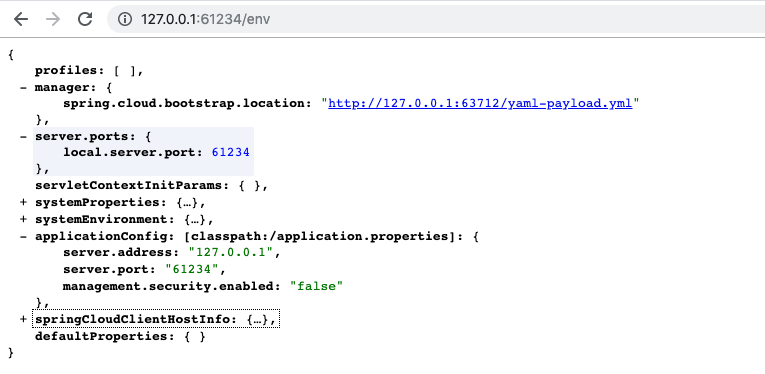 127.0.0.1:61234/env
{
profiles: [ ],
- manager: {
spring.cloud.bootstrap.location: "http://127.0.0.1:63712/yaml-payload.yml"
},
- server.ports: {
local.server.port: 61234
},
servletContextInitParams: { },
+ systemProperties: {…},
+ systemEnvironment: {…},
- applicationConfig: [classpath:/application.properties]: {
server.address: "127.0.0.1",
server.port: "61234",
management.security.enabled: "false"
},
+ springCloudClientHostInfo: {…},
defaultProperties: { }
}